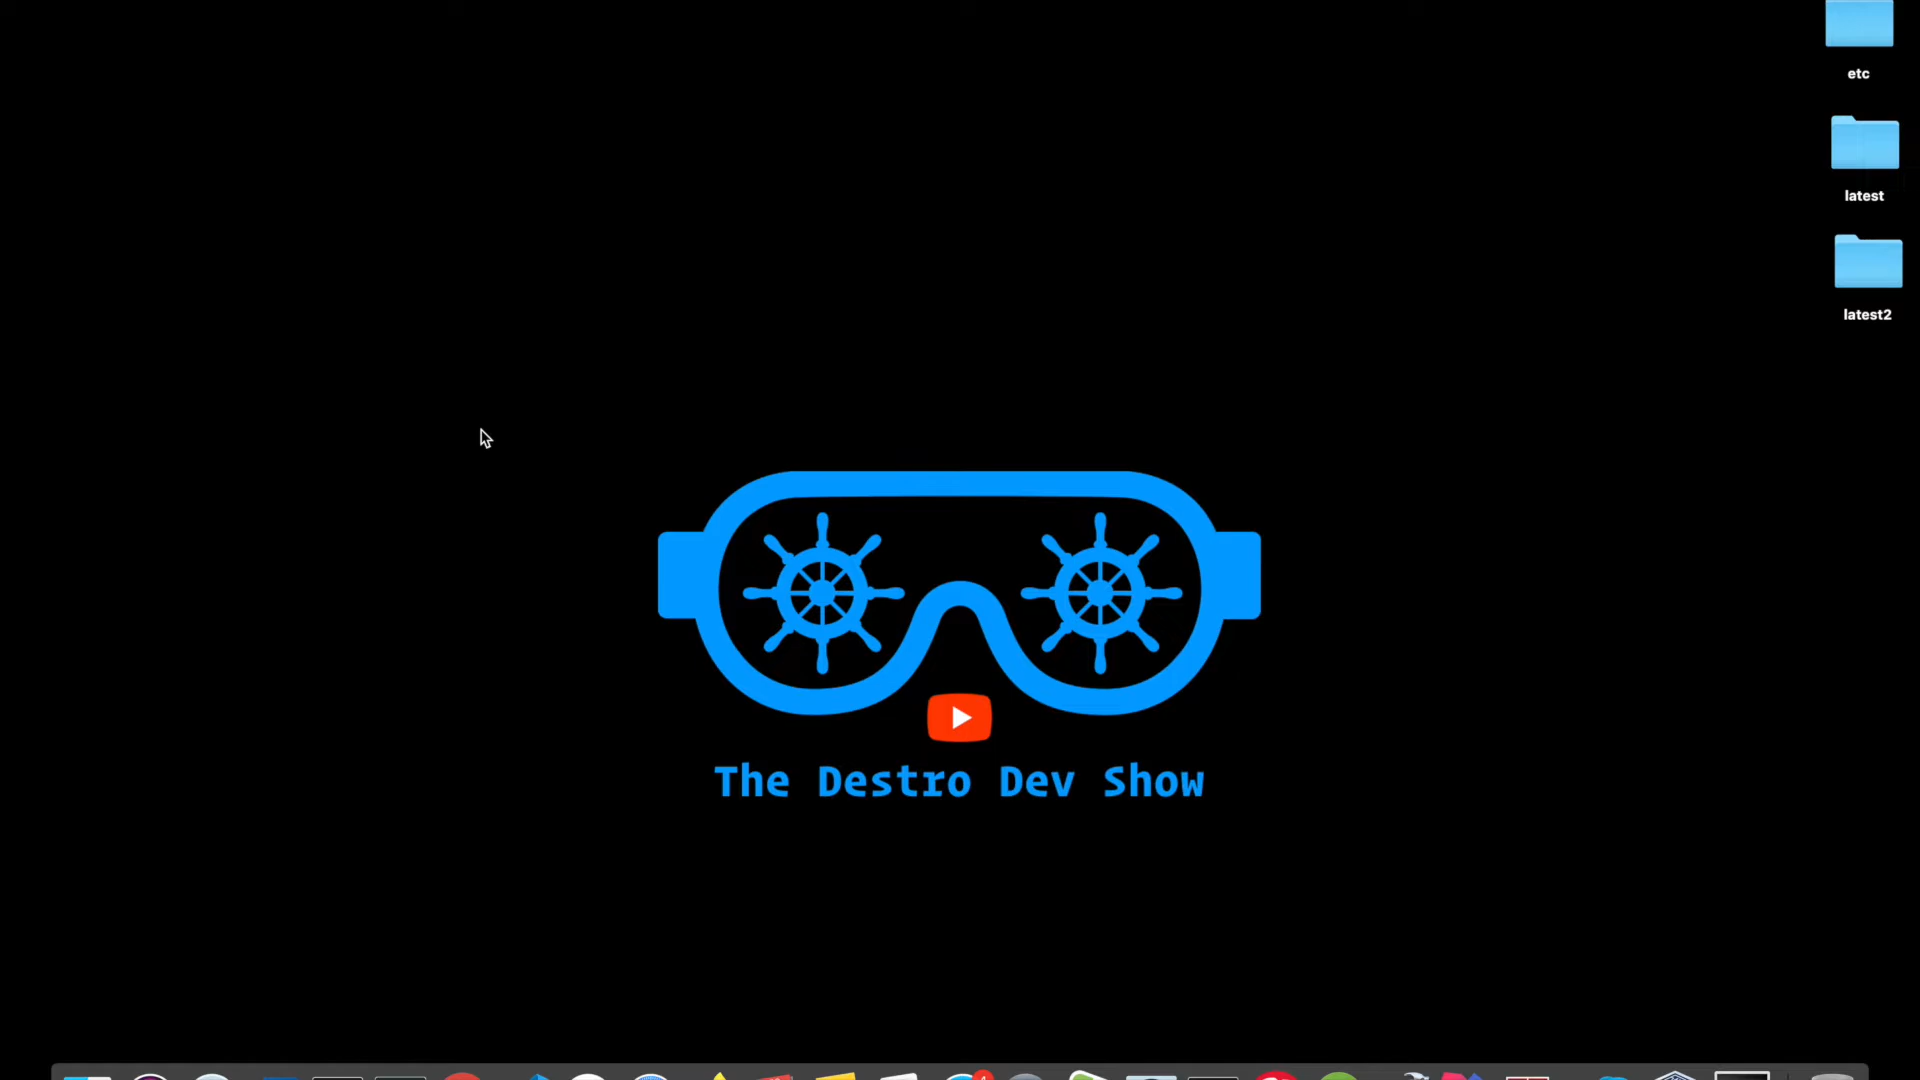 etc
latest
latest2
The Destro Dev Show